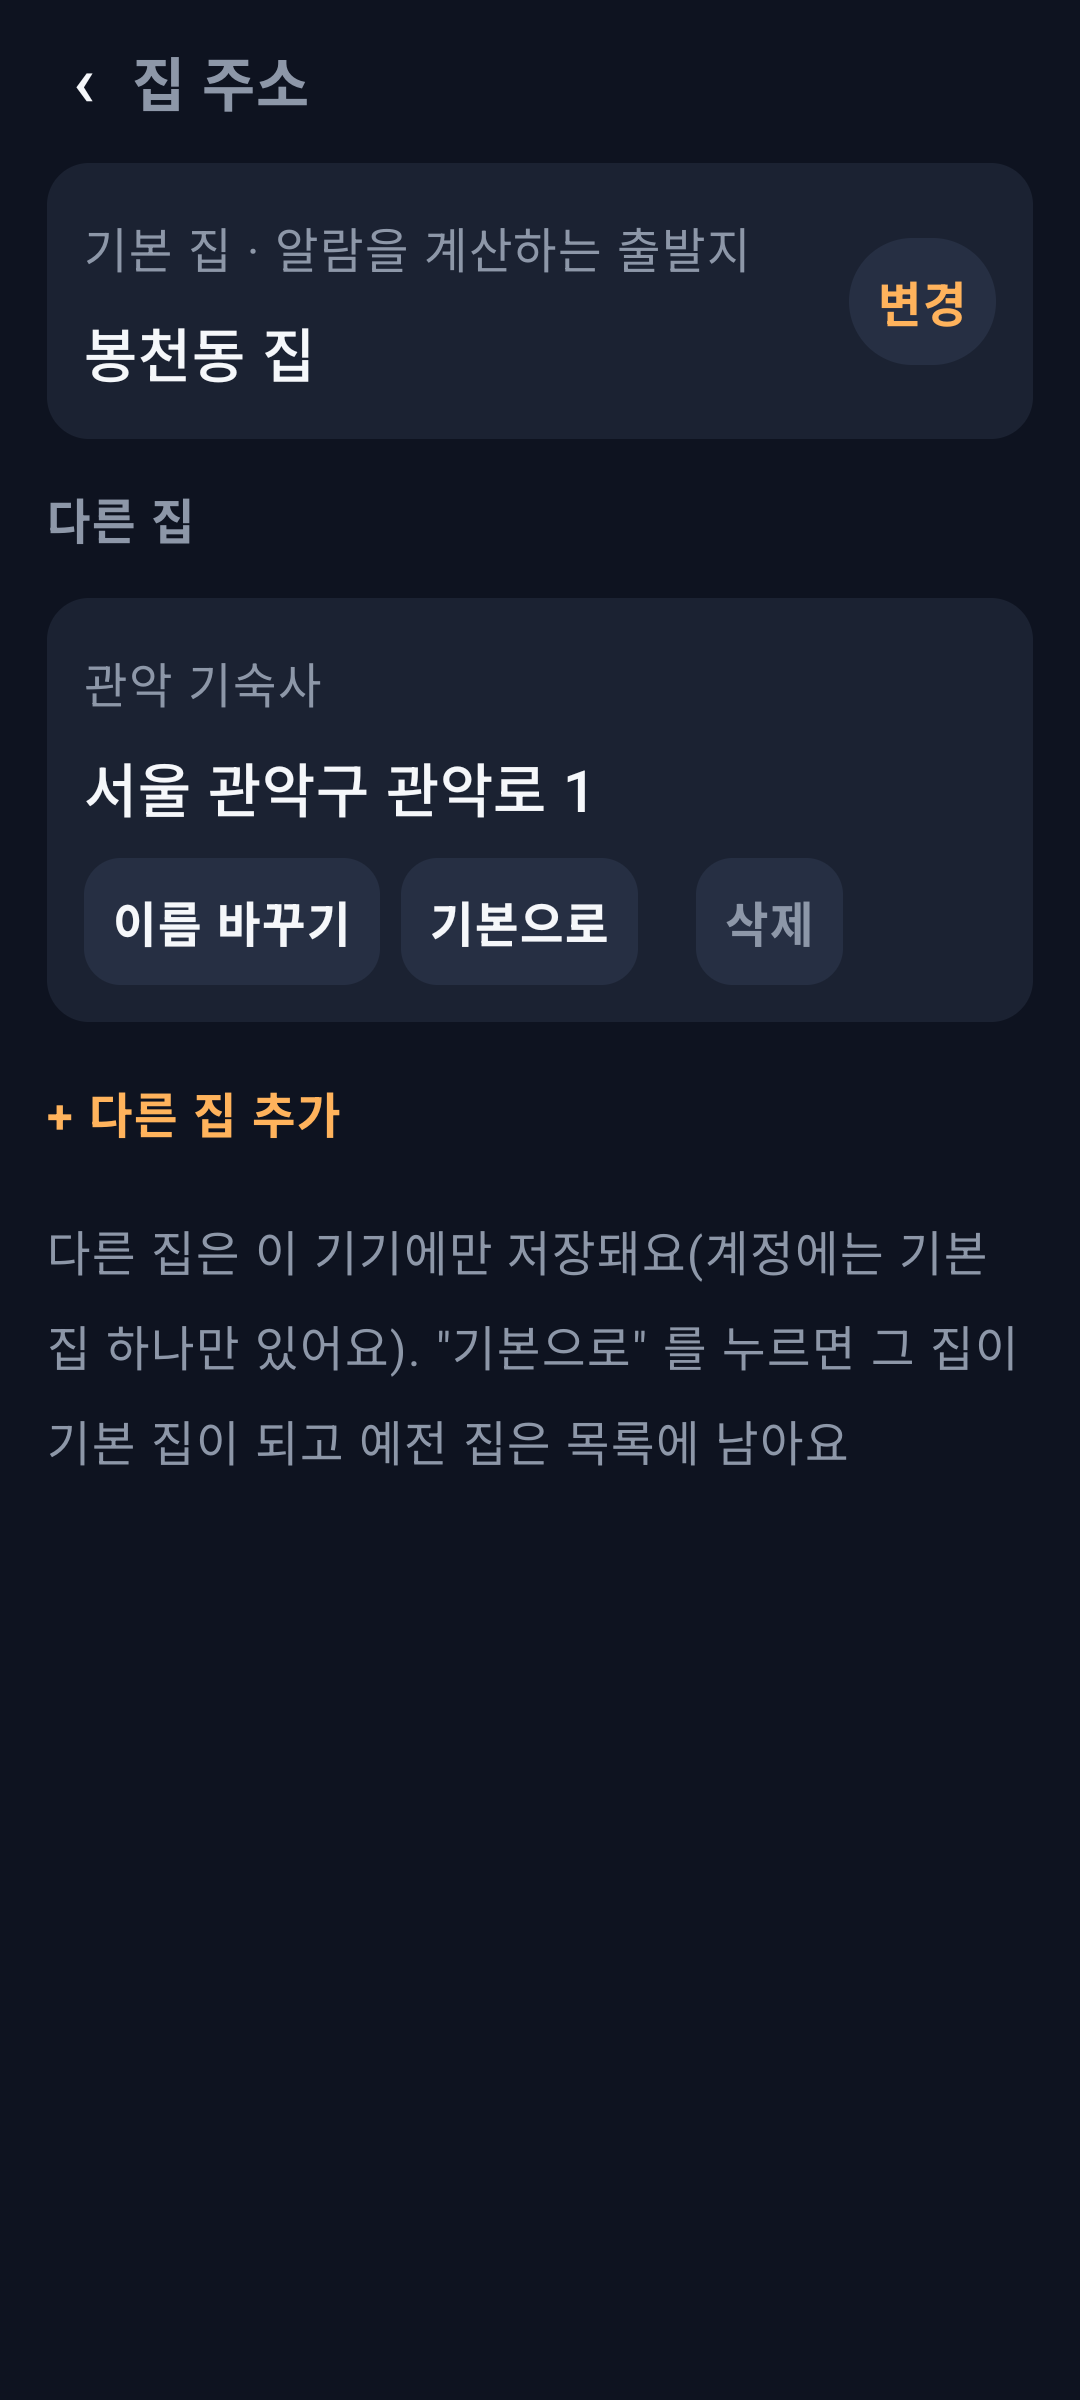 ‹ 집 주소
기본 집 · 알람을 계산하는 출발지
봉천동 집
변경
다른 집
관악 기숙사
서울 관악구 관악로 1
이름 바꾸기 기본으로 삭제
+ 다른 집 추가
다른 집은 이 기기에만 저장돼요(계정에는 기본
집 하나만 있어요). "기본으로" 를 누르면 그 집이
기본 집이 되고 예전 집은 목록에 남아요